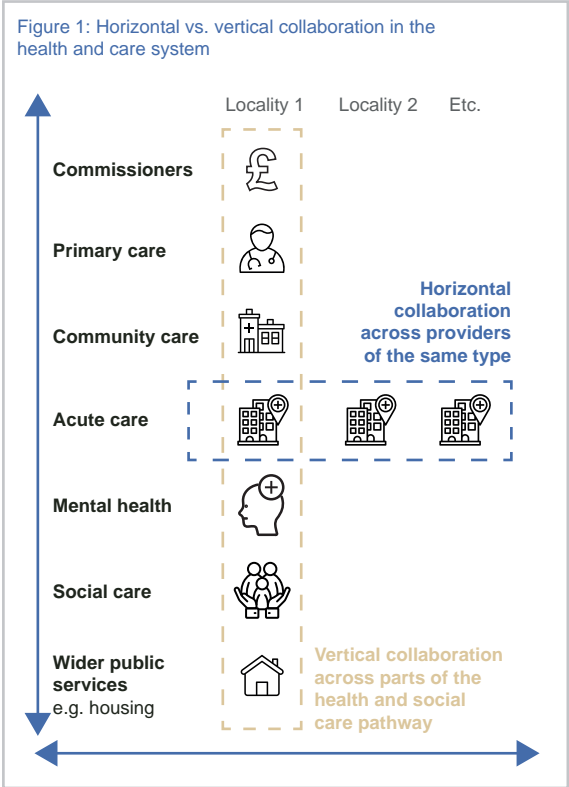 Figure 1: Horizontal vs. vertical collaboration in the
health and care system
Locality 1 Locality 2 Etc.
Commissioners
£
Primary care
Community care
Horizontal
collaboration
across providers
of the same type
Acute care
Mental health
Social care
Wider public
services
e.g. housing
Vertical collaboration
across parts of the
health and social
care pathway